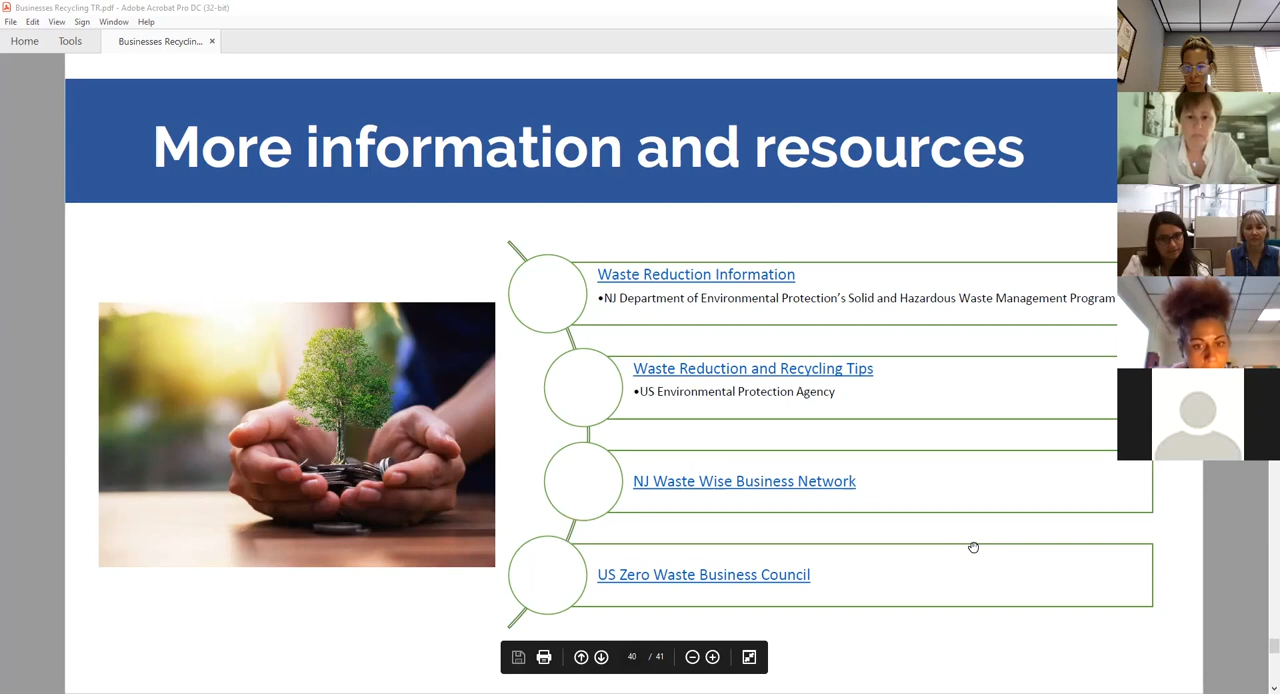 Businesses Recycling TR.pdf - Adobe Acrobat Pro DC (32-bit)
File Edit View Sign Window Help
Home Tools Businesses Recyclin... ×
More information and resources
Waste Reduction Information
•NJ Department of Environmental Protection's Solid and Hazardous Waste Management Program
Waste Reduction and Recycling Tips
•US Environmental Protection Agency
NJ Waste Wise Business Network
US Zero Waste Business Council
40 / 41